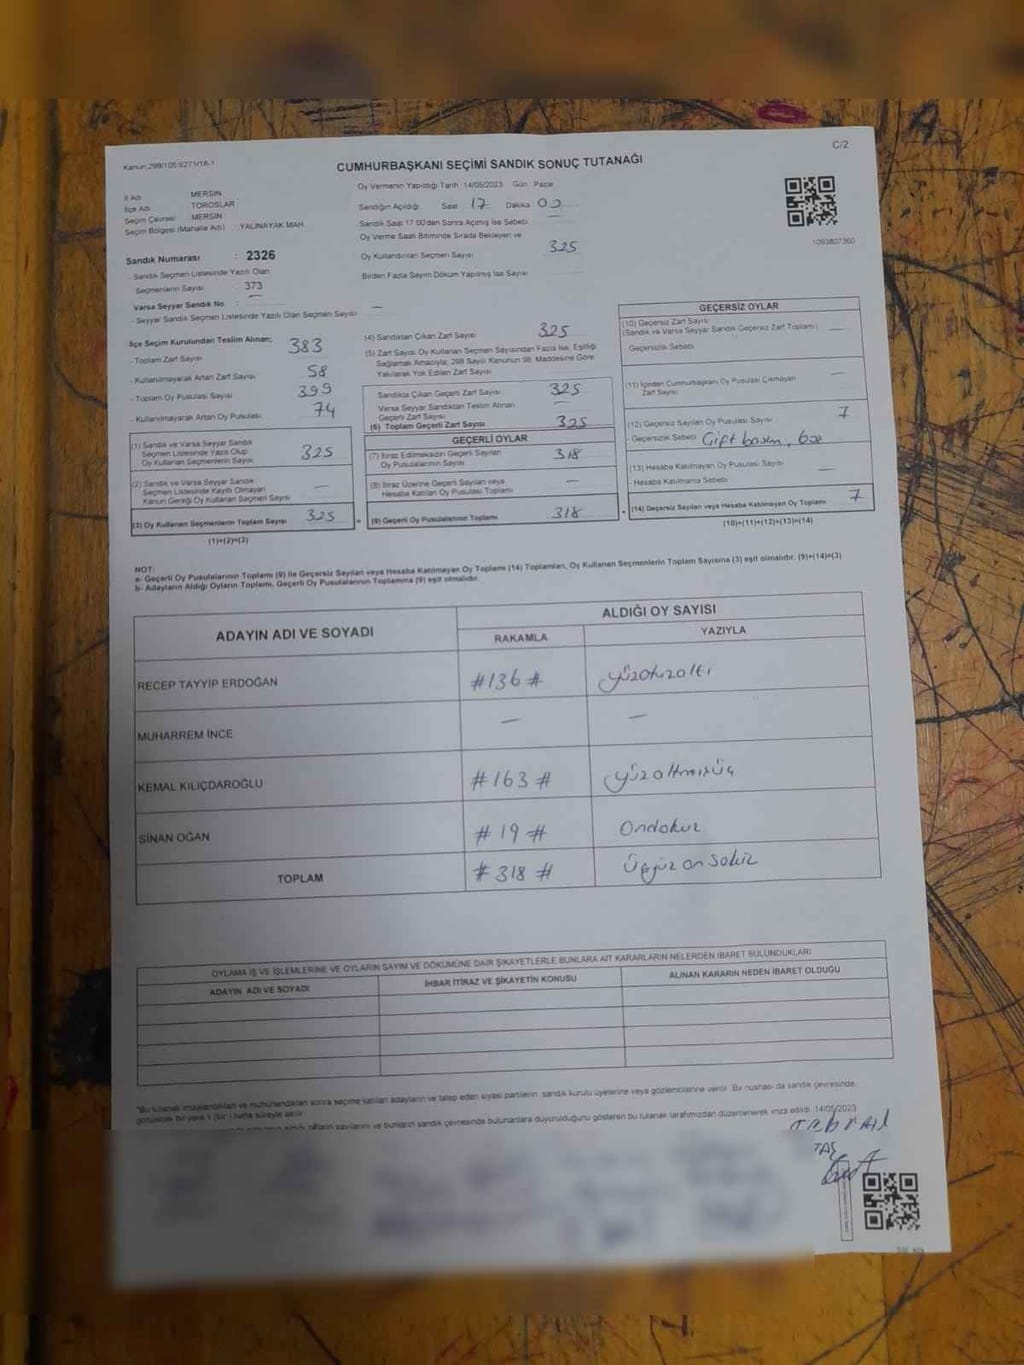 Kanun:298/105:6271/18-1
C/2
CUMHURBAŞKANI SEÇİMİ SANDIK SONUÇ TUTANAĞI
İl Adı : MERSİN
İlçe Adı : TOROSLAR
Seçim Çevresi : MERSİN
Seçim Bölgesi (Mahalle Adı) : YALINAYAK MAH.
Sandık Numarası : 2326
- Sandık Seçmen Listesinde Yazılı Olan
Seçmenlerin Sayısı : 373
Varsa Seyyar Sandık No : —
- Seyyar Sandık Seçmen Listesinde Yazılı Olan Seçmen Sayısı : —
Oy Vermenin Yapıldığı Tarih :14/05/2023 Gün : Pazar
Sandığın Açıldığı Saat 17 Dakika 00
Sandık Saat 17:00'den Sonra Açılmış İse Sebebi : —
Oy Verme Saati Bitiminde Sırada Bekleyen ve
Oy Kullandırılan Seçmen Sayısı 325
Birden Fazla Sayım Döküm Yapılmış İse Sayısı
1093807360
İlçe Seçim Kurulundan Teslim Alınan;
- Toplam Zarf Sayısı 383
- Kullanılmayarak Artan Zarf Sayısı 58
- Toplam Oy Pusulası Sayısı 399
- Kullanılmayarak Artan Oy Pusulası 74
(1) Sandık ve Varsa Seyyar Sandık
Seçmen Listesinde Yazılı Olup
Oy Kullanan Seçmenlerin Sayısı 325
(2) Sandık ve Varsa Seyyar Sandık
Seçmen Listesinde Kayıtlı Olmayan
Kanun Gereği Oy Kullanan Seçmen Sayısı —
(3) Oy Kullanan Seçmenlerin Toplam Sayısı 325
(1)+(2)=(3)
(4) Sandıktan Çıkan Zarf Sayısı 325
(5) Zarf Sayısı Oy Kullanan Seçmen Sayısından Fazla İse, Eşitliği
Sağlamak Amacıyla; 298 Sayılı Kanunun 98. Maddesine Göre
Yakılarak Yok Edilen Zarf Sayısı
Sandıkta Çıkan Geçerli Zarf Sayısı 325
Varsa Seyyar Sandıktan Teslim Alınan
Geçerli Zarf Sayısı —
(6) Toplam Geçerli Zarf Sayısı 325
GEÇERLİ OYLAR
(7) İtiraz Edilmeksizin Geçerli Sayılan
Oy Pusulalarının Sayısı 318
(8) İtiraz Üzerine Geçerli Sayılan veya
Hesaba Katılan Oy Pusulası Toplamı —
= (9) Geçerli Oy Pusulalarının Toplamı 318
GEÇERSİZ OYLAR
(10) Geçersiz Zarf Sayısı
(Sandık ve Varsa Seyyar Sandık Geçersiz Zarf Toplamı) —
- Geçersizlik Sebebi
(11) İçinden Cumhurbaşkanı Oy Pusulası Çıkmayan
Zarf Sayısı —
(12) Geçersiz Sayılan Oy Pusulası Sayısı 7
- Geçersizlik Sebebi
(13) Hesaba Katılmayan Oy Pusulası Sayısı —
- Hesaba Katılmama Sebebi
+ (14) Geçersiz Sayılan veya Hesaba Katılmayan Oy Toplamı 7
(10)+(11)+(12)+(13)=(14)
NOT:
a- Geçerli Oy Pusulalarının Toplamı (9) ile Geçersiz Sayılan veya Hesaba Katılmayan Oy Toplamı (14) Toplamları, Oy Kullanan Seçmenlerin Toplam Sayısına (3) eşit olmalıdır. (9)+(14)=(3)
b- Adayların Aldığı Oyların Toplamı, Geçerli Oy Pusulalarının Toplamına (9) eşit olmalıdır.
ADAYIN ADI VE SOYADI ALDIĞI OY SAYISI
RAKAMLA YAZIYLA
RECEP TAYYİP ERDOĞAN #136# yüzotuzaltı
MUHARREM İNCE — —
KEMAL KILIÇDAROĞLU #163# yüzaltmışüç
SİNAN OĞAN #19# Ondokuz
TOPLAM #318# Üçyüz on sekiz
OYLAMA İŞ VE İŞLEMLERİNE VE OYLARIN SAYIM VE DÖKÜMÜNE DAİR ŞİKAYETLERLE BUNLARA AİT KARARLARIN NELERDEN İBARET BULUNDUKLARI
ADAYIN ADI VE SOYADI İHBAR İTİRAZ VE ŞİKAYETİN KONUSU ALINAN KARARIN NEDEN İBARET OLDUĞU
"Bu tutanak imzalandıktan ve mühürlendikten sonra seçime katılan adayların ve talep eden siyasi partilerin sandık kurulu üyelerine veya gözlemcilerine verilir. Bir nüshası da sandık çevresinde
görülecek bir yere 1 (bir ) hafta süreyle asılır.
sandık çevresinde bulunanlara duyurulduğunu gösteren bu tutanak tarafımızdan düzenlenerek imza edildi. 14/05/2023
TAŞ